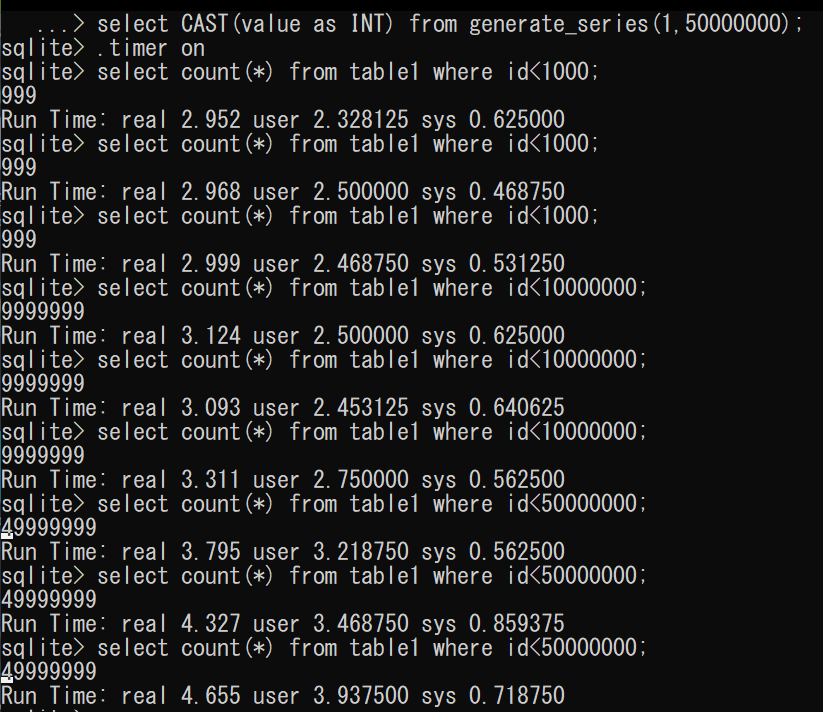 ...> select CAST(value as INT) from generate_series(1,50000000);
sqlite> .timer on
sqlite> select count(*) from table1 where id<1000;
999
Run Time: real 2.952 user 2.328125 sys 0.625000
sqlite> select count(*) from table1 where id<1000;
999
Run Time: real 2.968 user 2.500000 sys 0.468750
sqlite> select count(*) from table1 where id<1000;
999
Run Time: real 2.999 user 2.468750 sys 0.531250
sqlite> select count(*) from table1 where id<10000000;
9999999
Run Time: real 3.124 user 2.500000 sys 0.625000
sqlite> select count(*) from table1 where id<10000000;
9999999
Run Time: real 3.093 user 2.453125 sys 0.640625
sqlite> select count(*) from table1 where id<10000000;
9999999
Run Time: real 3.311 user 2.750000 sys 0.562500
sqlite> select count(*) from table1 where id<50000000;
49999999
Run Time: real 3.795 user 3.218750 sys 0.562500
sqlite> select count(*) from table1 where id<50000000;
49999999
Run Time: real 4.327 user 3.468750 sys 0.859375
sqlite> select count(*) from table1 where id<50000000;
49999999
Run Time: real 4.655 user 3.937500 sys 0.718750